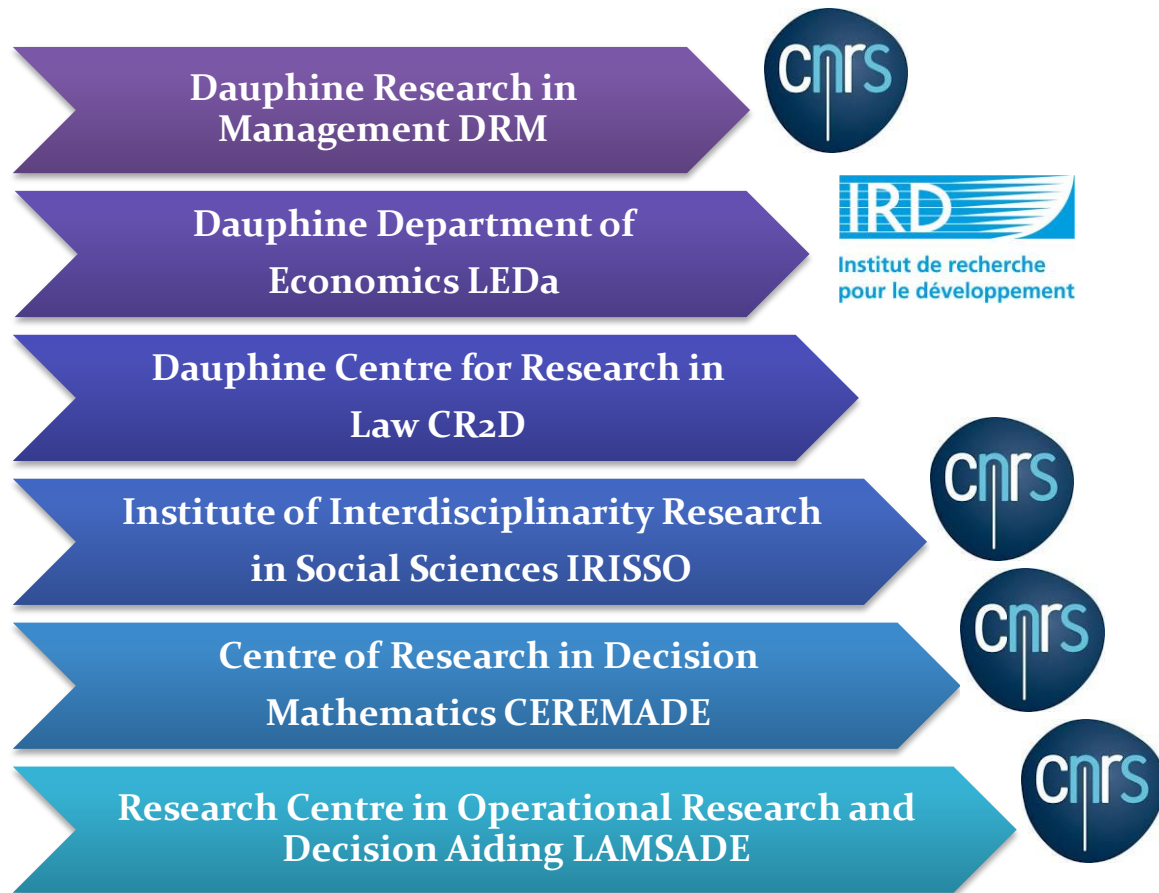 Dauphine Research in
Management DRM
cnrs
Dauphine Department of
Economics LEDa
IRD
Institut de recherche
pour le développement
Dauphine Centre for Research in
Law CR2D
Institute of Interdisciplinarity Research
in Social Sciences IRISSO
cnrs
Centre of Research in Decision
Mathematics CEREMADE
cnrs
Research Centre in Operational Research and
Decision Aiding LAMSADE
cnrs